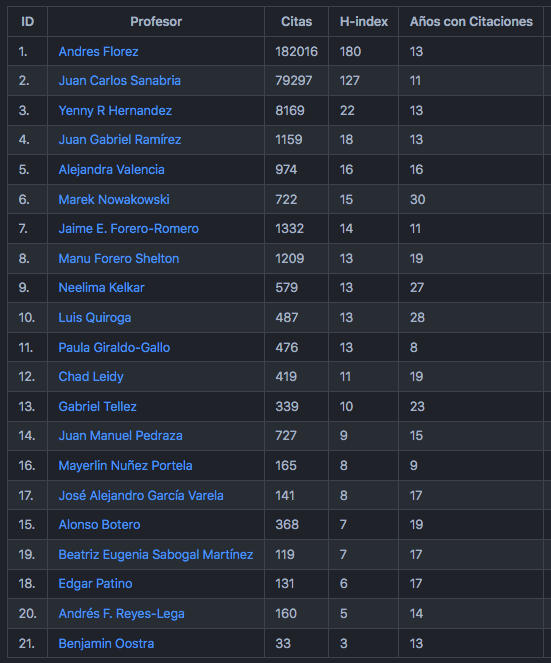 ID Profesor Citas H-index Años con Citaciones
1. Andres Florez 182016 180 13
2. Juan Carlos Sanabria 79297 127 11
3. Yenny R Hernandez 8169 22 13
4. Juan Gabriel Ramírez 1159 18 13
5. Alejandra Valencia 974 16 16
6. Marek Nowakowski 722 15 30
7. Jaime E. Forero-Romero 1332 14 11
8. Manu Forero Shelton 1209 13 19
9. Neelima Kelkar 579 13 27
10. Luis Quiroga 487 13 28
11. Paula Giraldo-Gallo 476 13 8
12. Chad Leidy 419 11 19
13. Gabriel Tellez 339 10 23
14. Juan Manuel Pedraza 727 9 15
16. Mayerlin Nuñez Portela 165 8 9
17. José Alejandro García Varela 141 8 17
15. Alonso Botero 368 7 19
19. Beatriz Eugenia Sabogal Martínez 119 7 17
18. Edgar Patino 131 6 17
20. Andrés F. Reyes-Lega 160 5 14
21. Benjamin Oostra 33 3 13